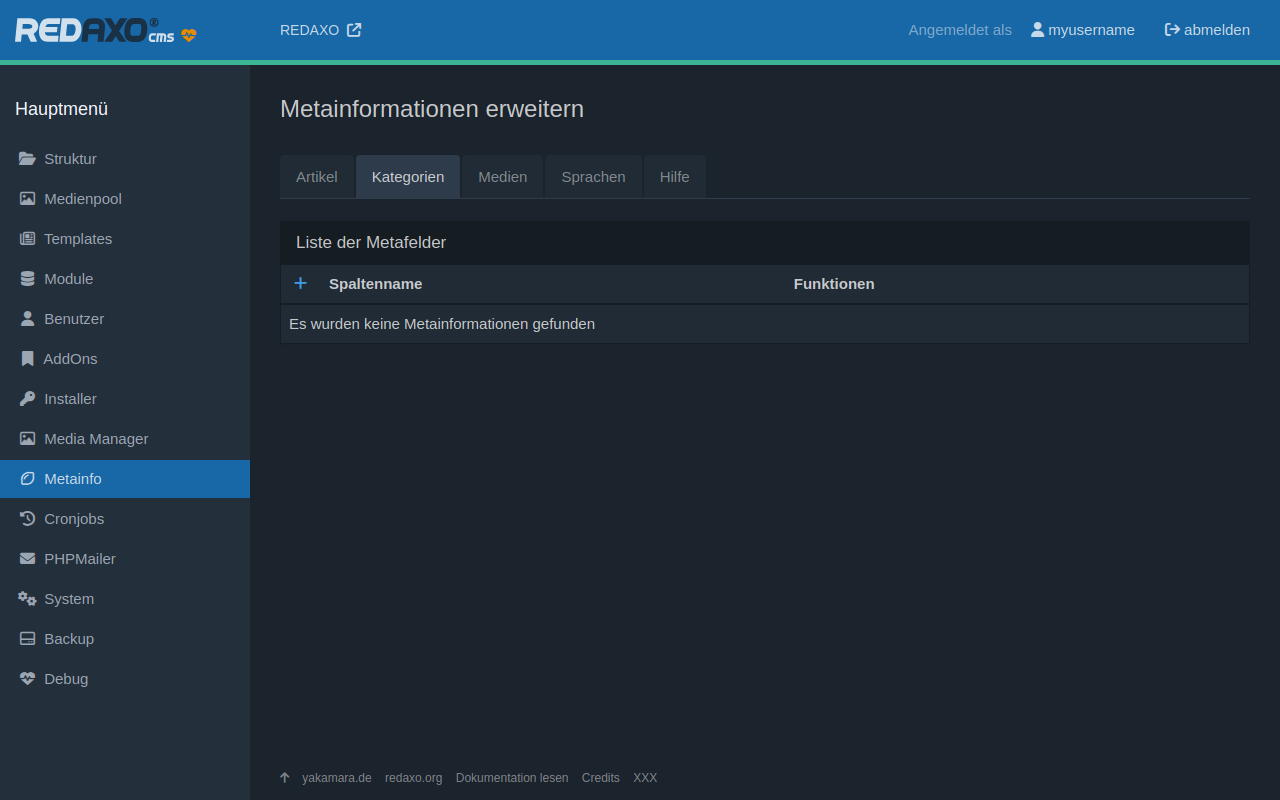 REDAXO® cms
REDAXO
Angemeldet als myusername abmelden
Hauptmenü
Struktur
Medienpool
Templates
Module
Benutzer
AddOns
Installer
Media Manager
Metainfo
Cronjobs
PHPMailer
System
Backup
Debug
Metainformationen erweitern
Artikel Kategorien Medien Sprachen Hilfe
Liste der Metafelder
Spaltenname Funktionen
Es wurden keine Metainformationen gefunden
yakamara.de redaxo.org Dokumentation lesen Credits XXX